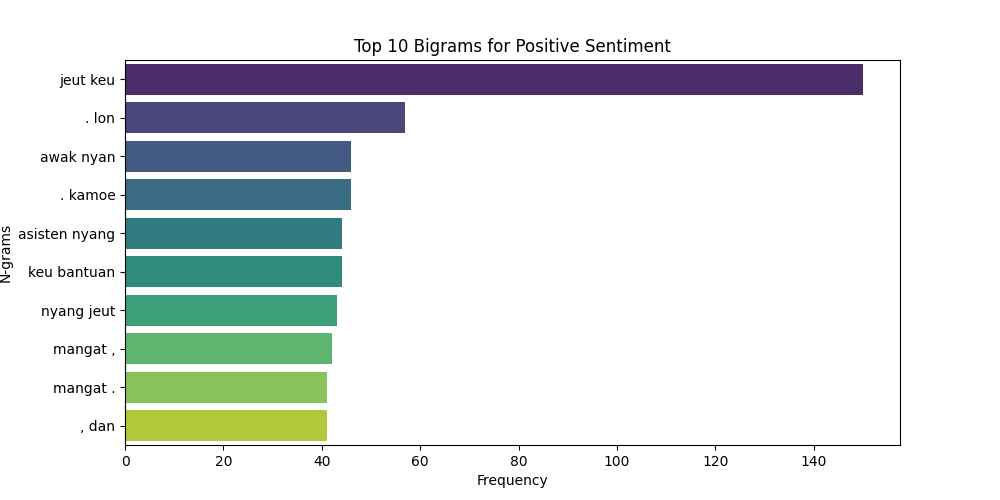 Top 10 Bigrams for Positive Sentiment
N-grams
jeut keu
. lon
awak nyan
. kamoe
asisten nyang
keu bantuan
nyang jeut
mangat ,
mangat .
, dan
0 20 40 60 80 100 120 140
Frequency